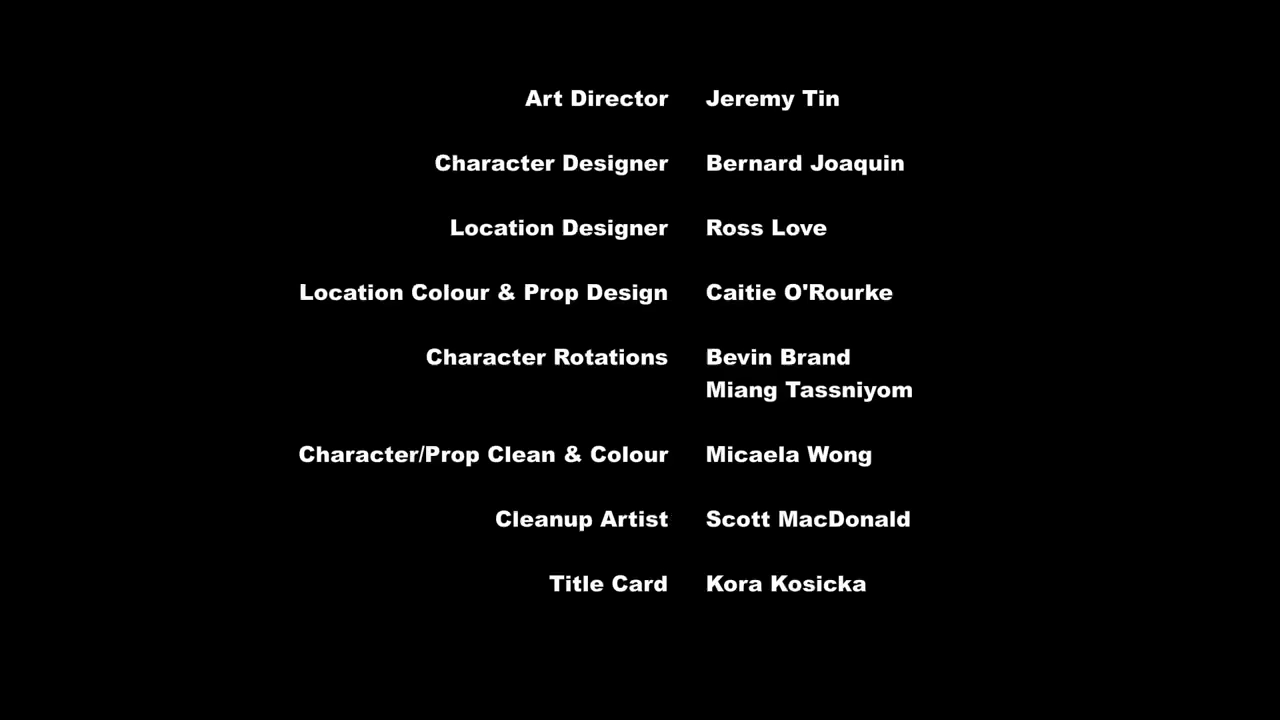 Art Director Jeremy Tin
Character Designer Bernard Joaquin
Location Designer Ross Love
Location Colour & Prop Design Caitie O'Rourke
Character Rotations Bevin Brand
Miang Tassniyom
Character/Prop Clean & Colour Micaela Wong
Cleanup Artist Scott MacDonald
Title Card Kora Kosicka